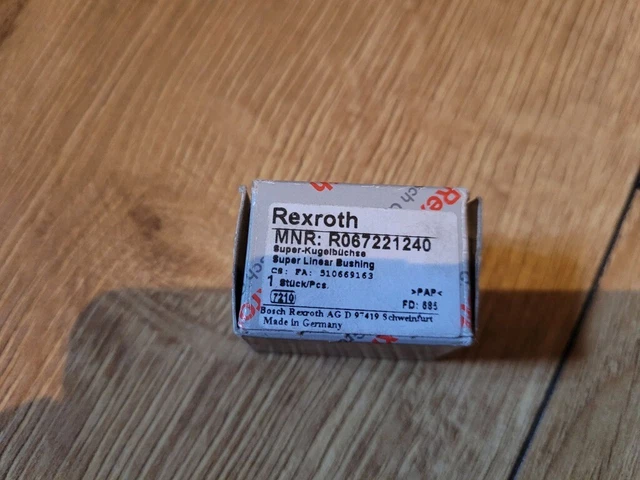 Rexroth
MNR: R067221240
Super-Kugelbüchse
Super Linear Bushing
CS: FA: 510669163
1 Stück/Pcs.
>PAP<
7210
FD: 895
Bosch Rexroth AG D 97419 Schweinfurt
Made in Germany